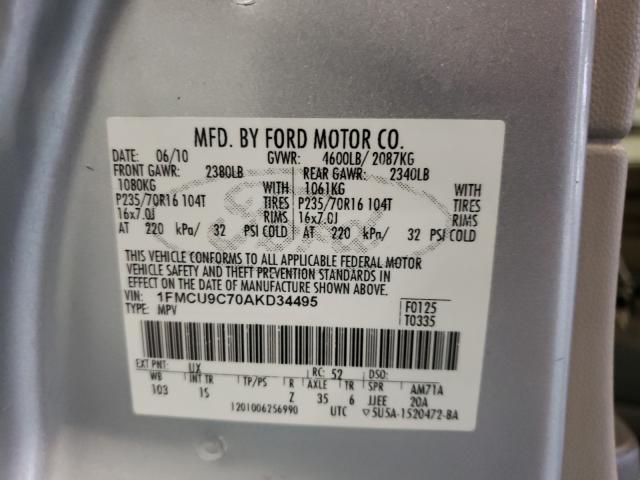 MFD. BY FORD MOTOR CO.
DATE: 06/10 GVWR: 4600LB/ 2087KG
FRONT GAWR: 2380LB REAR GAWR: 2340LB
1080KG WITH 1061KG WITH
P235/70R16 104T TIRES P235/70R16 104T TIRES
16x7.0J RIMS 16x7.0J RIMS
AT 220 kPa/ 32 PSI COLD AT 220 kPa/ 32 PSI COLD
THIS VEHICLE CONFORMS TO ALL APPLICABLE FEDERAL MOTOR
VEHICLE SAFETY AND THEFT PREVENTION STANDARDS IN
EFFECT ON THE DATE OF MANUFACTURE SHOWN ABOVE.
VIN: 1FMCU9C70AKD34495 F0125
TYPE: MPV T0335
EXT PNT: UX RC: 52 DSO:
WB INT TR TP/PS R AXLE TR SPR AM71A
103 15 Z 35 6 JJEE 20A
1201006256990 UTC ▽5U5A-1520472-BA